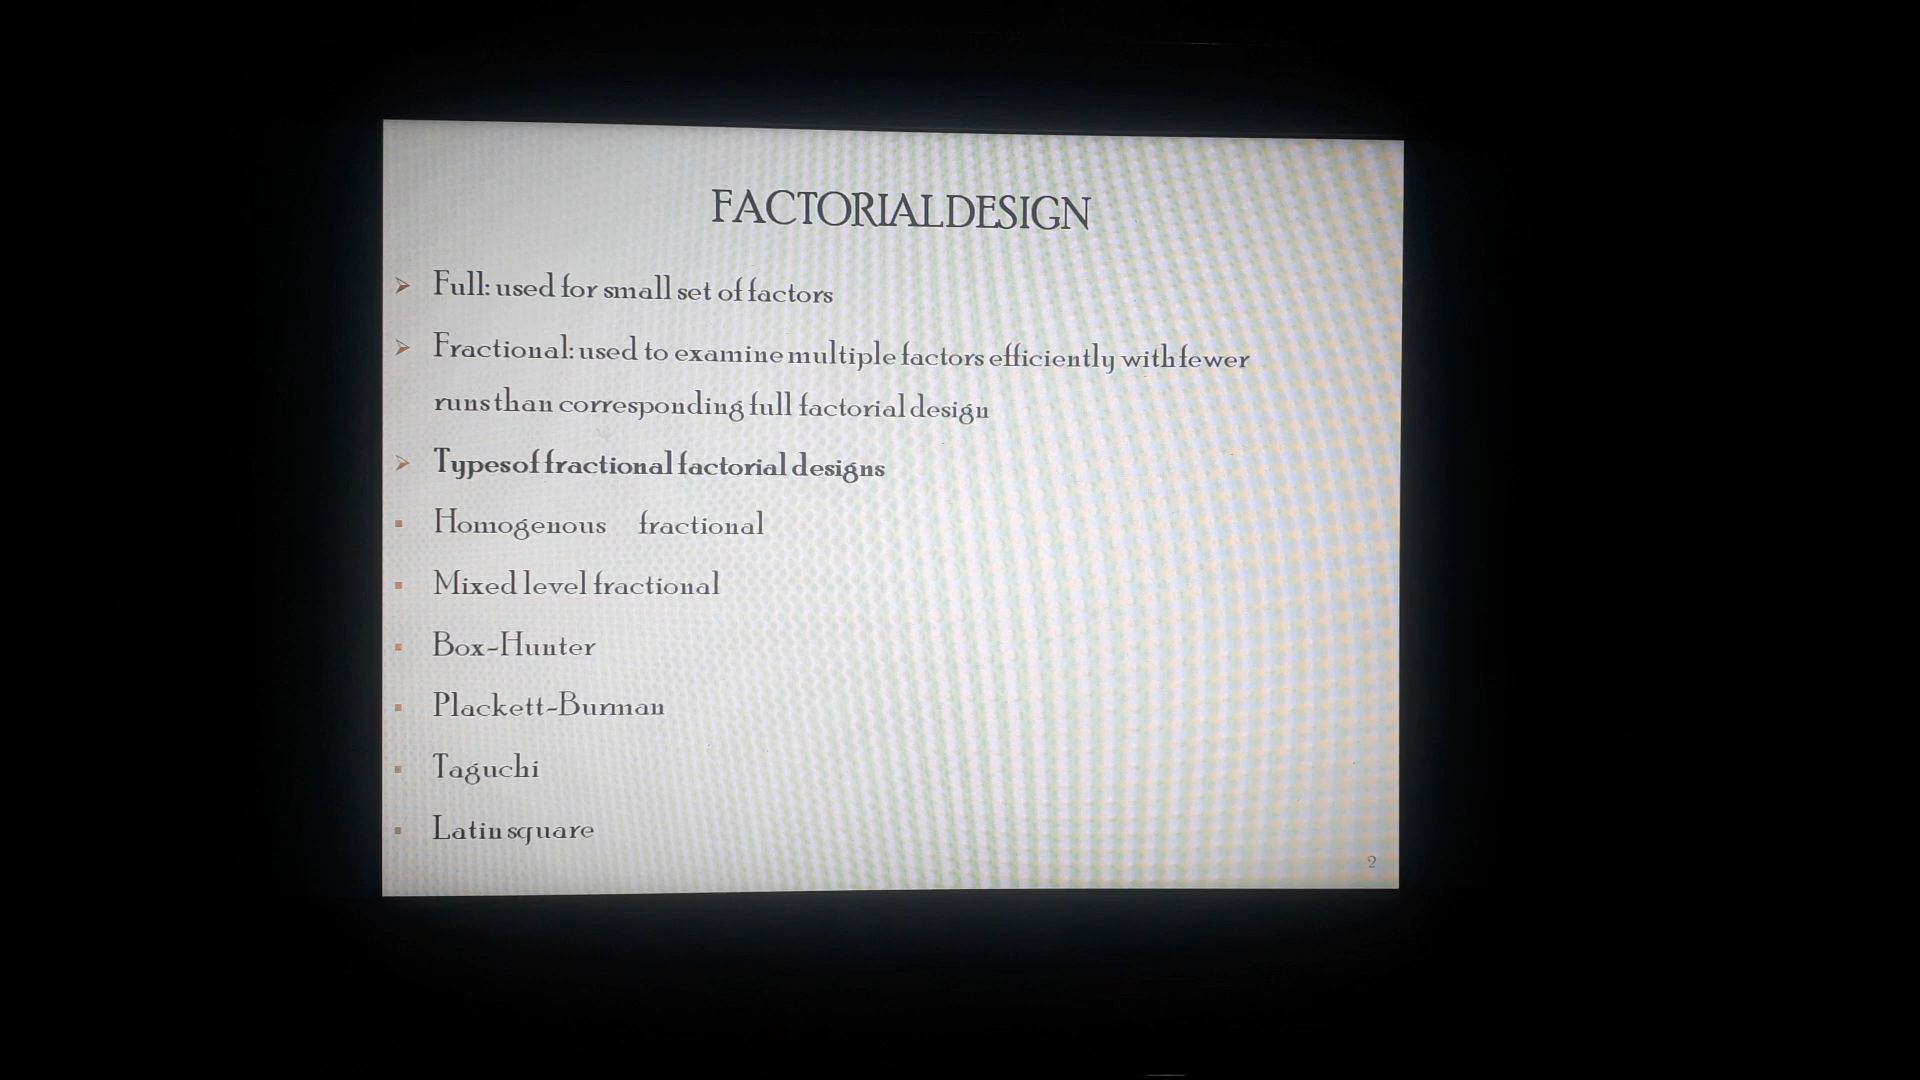 FACTORIAL DESIGN
➢ Full: used for small set of factors
➢ Fractional: used to examine multiple factors efficiently with fewer
runs than corresponding full factorial design
➢ Types of fractional factorial designs
▪ Homogenous fractional
▪ Mixed level fractional
▪ Box-Hunter
▪ Plackett-Burman
▪ Taguchi
▪ Latin square
2